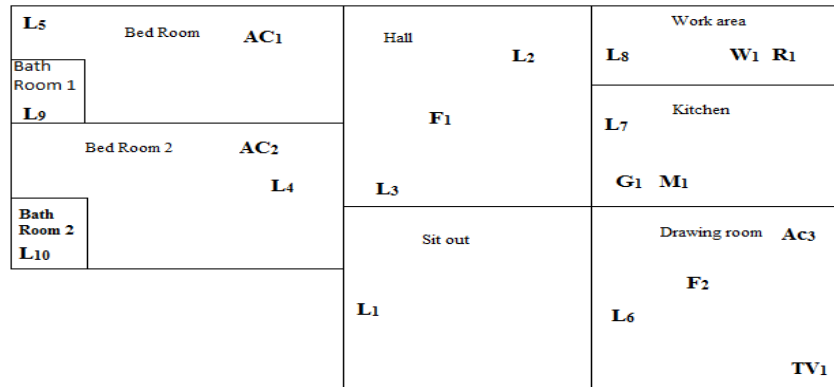 L5
Bed Room
AC1
Bath
Room 1
L9
Bed Room 2
AC2
L4
Bath
Room 2
L10
Hall
L2
F1
L3
Sit out
L1
Work area
L8
W1 R1
Kitchen
L7
G1 M1
Drawing room
Ac3
F2
L6
TV1